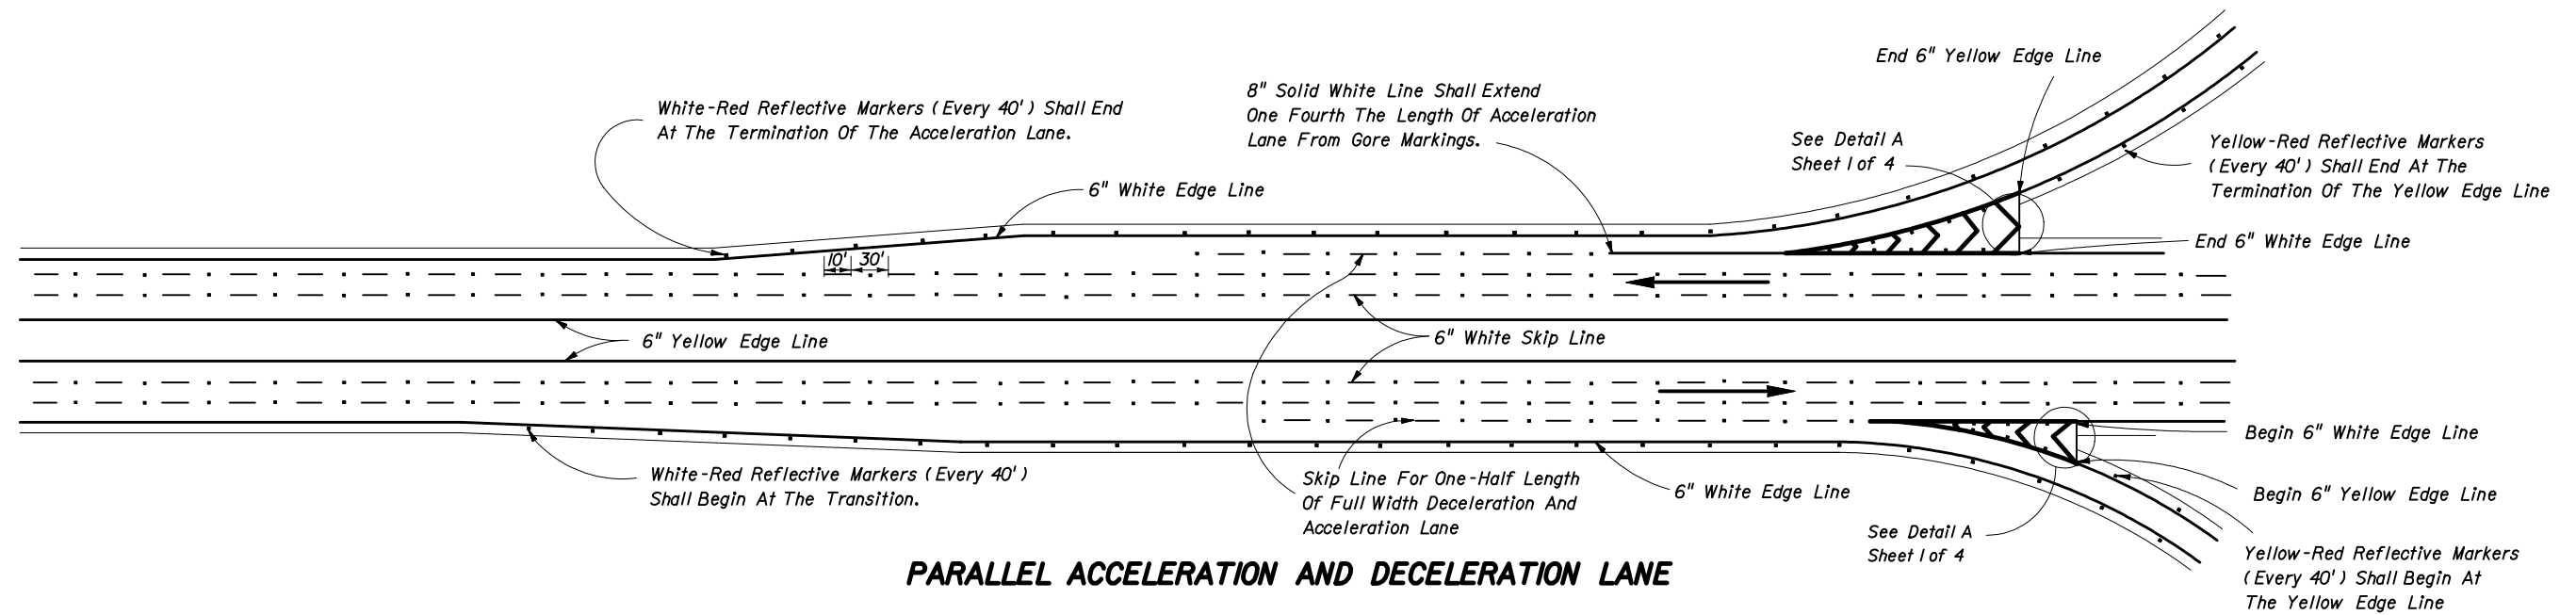 End 6" Yellow Edge Line
8" Solid White Line Shall Extend
One Fourth The Length Of Acceleration
Lane From Gore Markings.
White-Red Reflective Markers (Every 40') Shall End
At The Termination Of The Acceleration Lane.
See Detail A
Sheet 1 of 4
Yellow-Red Reflective Markers
(Every 40') Shall End At The
Termination Of The Yellow Edge Line
6" White Edge Line
End 6" White Edge Line
10' 30'
6" Yellow Edge Line
6" White Skip Line
Begin 6" White Edge Line
White-Red Reflective Markers (Every 40')
Shall Begin At The Transition.
Skip Line For One-Half Length
Of Full Width Deceleration And
Acceleration Lane
6" White Edge Line
Begin 6" Yellow Edge Line
See Detail A
Sheet 1 of 4
Yellow-Red Reflective Markers
(Every 40') Shall Begin At
The Yellow Edge Line
PARALLEL ACCELERATION AND DECELERATION LANE